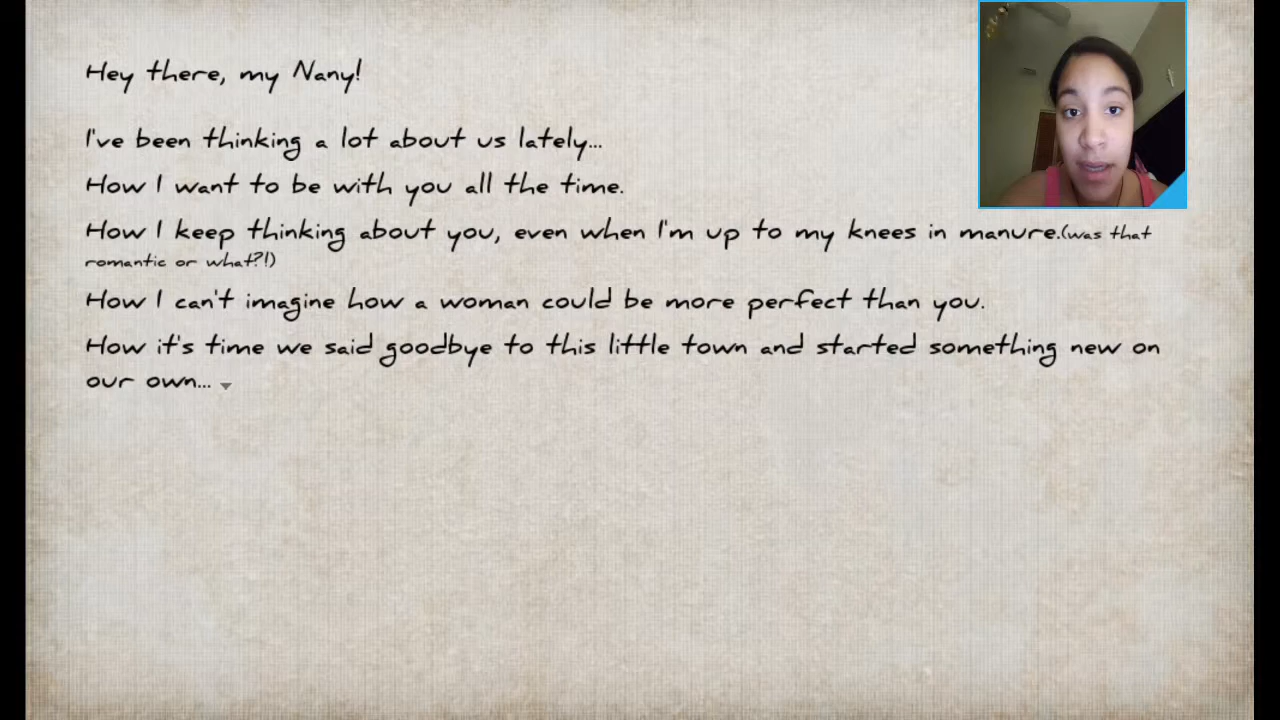 Hey there, my Nany!
I've been thinking a lot about us lately...
How I want to be with you all the time.
How I keep thinking about you, even when I'm up to my knees in manure.(was that
romantic or what?!)
How I can't imagine how a woman could be more perfect than you.
How it's time we said goodbye to this little town and started something new on
our own...